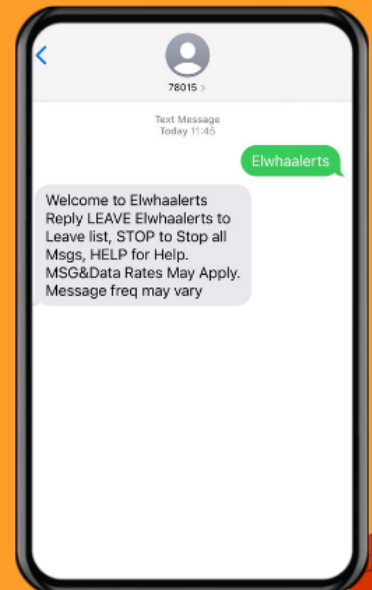 78015 >
Text Message
Today 11:45
Elwhaalerts
Welcome to Elwhaalerts
Reply LEAVE Elwhaalerts to
Leave list, STOP to Stop all
Msgs, HELP for Help.
MSG&Data Rates May Apply.
Message freq may vary